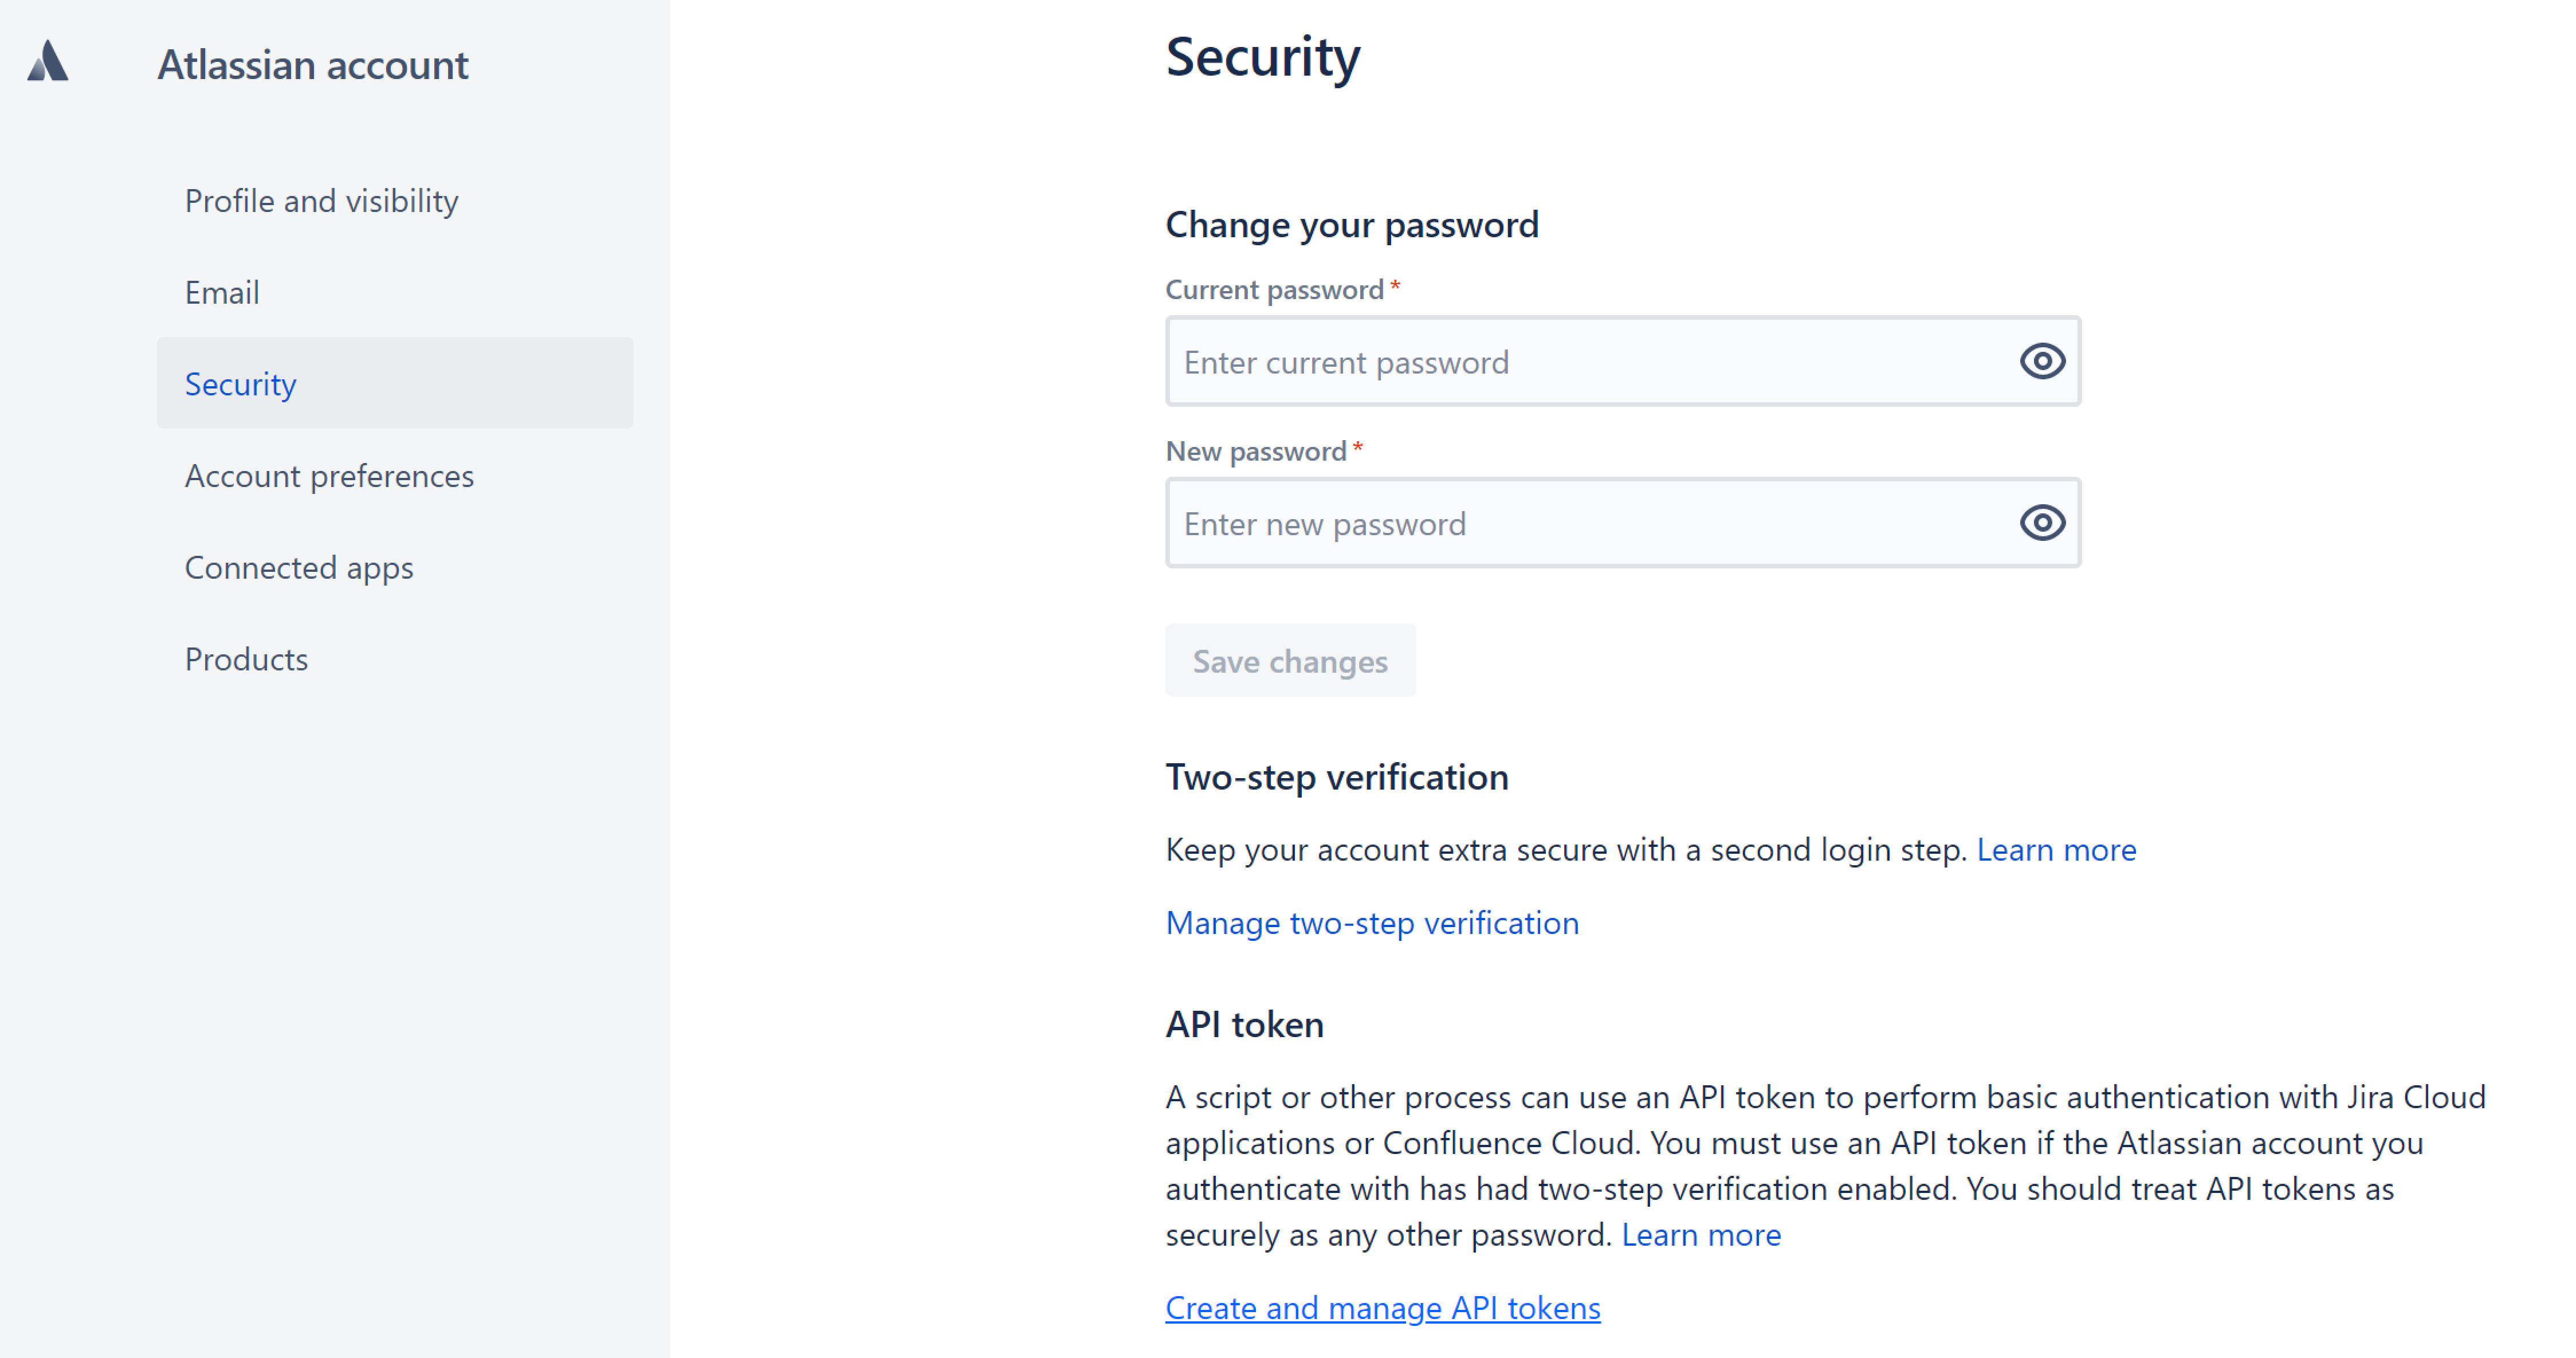 Atlassian account
Profile and visibility
Email
Security
Account preferences
Connected apps
Products
Security
Change your password
Current password *
Enter current password
New password *
Enter new password
Save changes
Two-step verification
Keep your account extra secure with a second login step. Learn more
Manage two-step verification
API token
A script or other process can use an API token to perform basic authentication with Jira Cloud
applications or Confluence Cloud. You must use an API token if the Atlassian account you
authenticate with has had two-step verification enabled. You should treat API tokens as
securely as any other password. Learn more
Create and manage API tokens